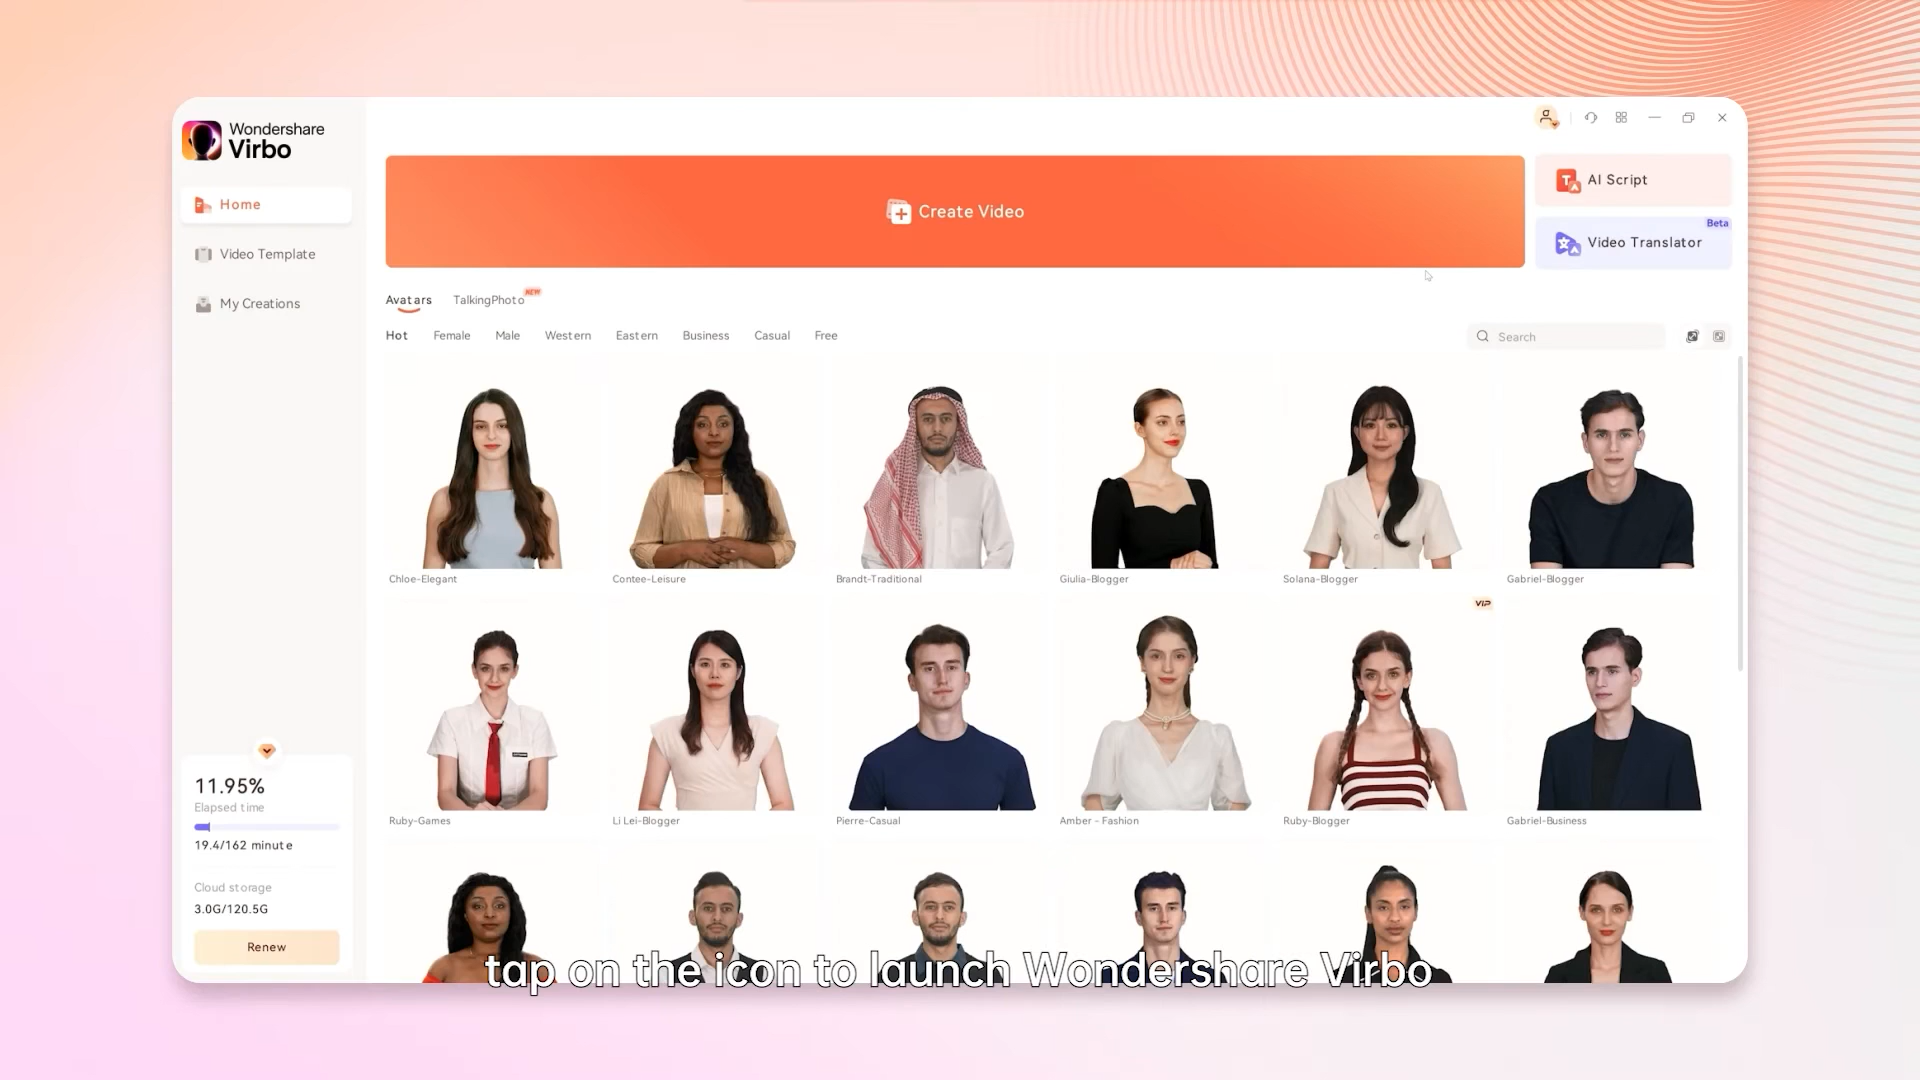 Wondershare
Virbo
Home
Video Template
My Creations
Create Video
AI Script
Beta
Video Translator
Avatars
TalkingPhoto
NEW
Hot
Female
Male
Western
Eastern
Business
Casual
Free
Search
Chloe-Elegant
Contee-Leisure
Brandt-Traditional
Giulia-Blogger
Solana-Blogger
Gabriel-Blogger
VIP
Ruby-Games
Li Lei-Blogger
Pierre-Casual
Amber - Fashion
Ruby-Blogger
Gabriel-Business
11.95%
Elapsed time
19.4/162 minute
Cloud storage
3.0G/120.5G
Renew
tap on the icon to launch Wondershare Virbo